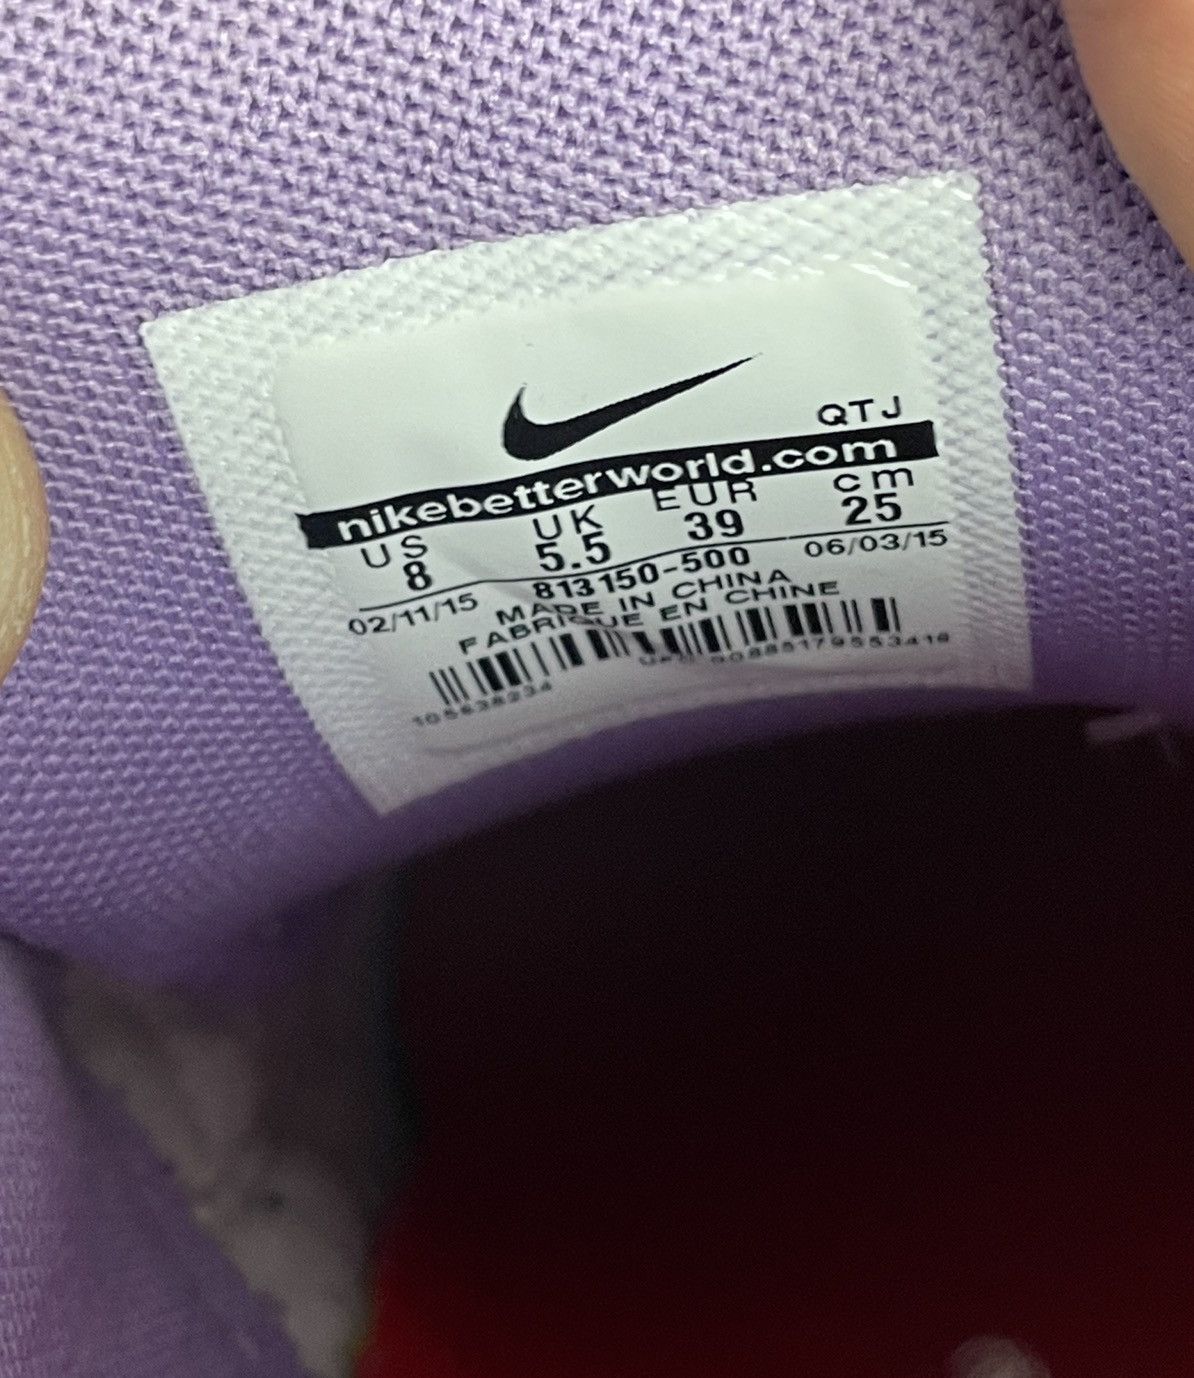 QTJ
nikebetterworld.com
US UK EUR cm
8 5.5 39 25
02/11/15 813150-500 06/03/15
MADE IN CHINA
FABRIQUE EN CHINE